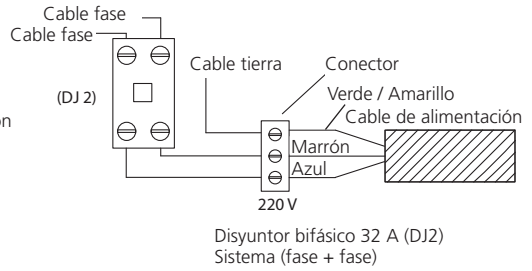 Cable fase
Cable fase
Cable tierra
Conector
(DJ 2)
Verde / Amarillo
Cable de alimentación
ón
Marrón
Azul
220 V
Disyuntor bifásico 32 A (DJ2)
Sistema (fase + fase)